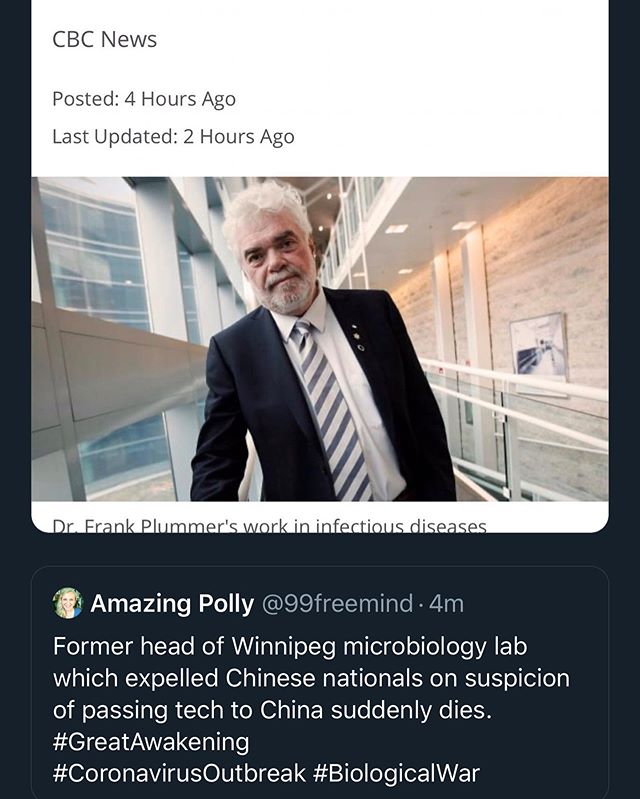 CBC News
Posted: 4 Hours Ago
Last Updated: 2 Hours Ago
Dr. Frank Plummer's work in infectious diseases
Amazing Polly @99freemind · 4m
Former head of Winnipeg microbiology lab
which expelled Chinese nationals on suspicion
of passing tech to China suddenly dies.
#GreatAwakening
#CoronavirusOutbreak #BiologicalWar